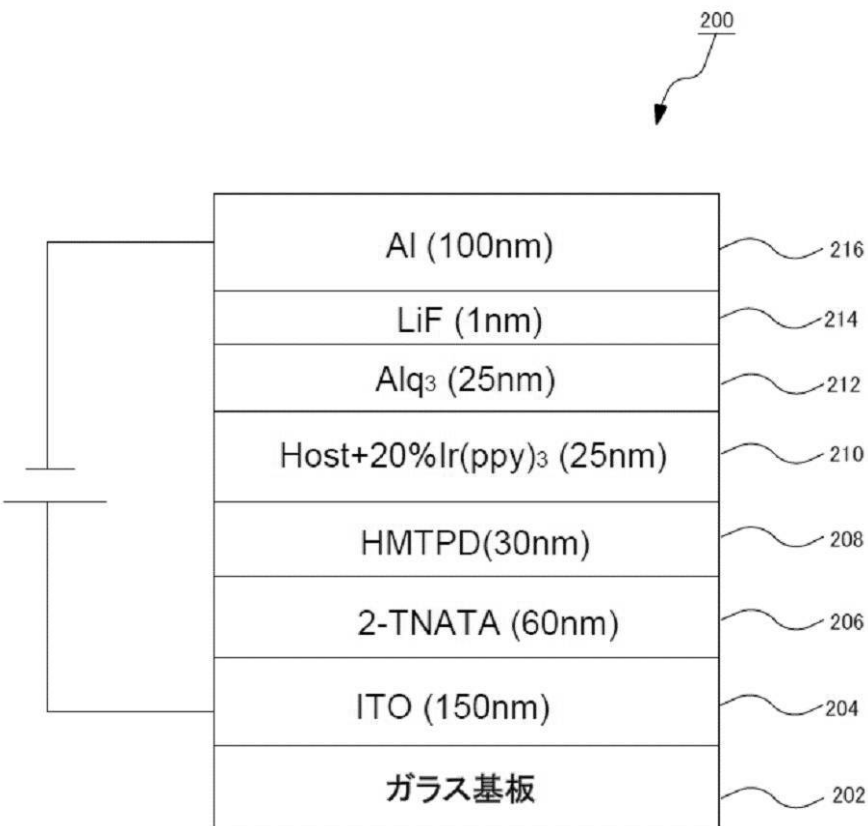 200
Al (100nm)
216
LiF (1nm)
214
Alq₃ (25nm)
212
Host+20%Ir(ppy)₃ (25nm)
210
HMTPD(30nm)
208
2-TNATA (60nm)
206
ITO (150nm)
204
ガラス基板
202